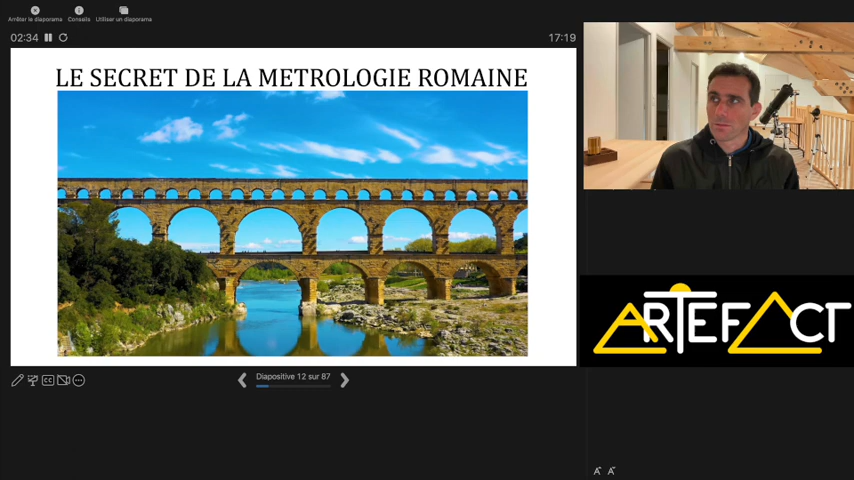 Arrêter le diaporama Conseils Utiliser un diaporama
02:34 17:19
LE SECRET DE LA METROLOGIE ROMAINE
ARTEFACT
CC
Diapositive 12 sur 87
A A